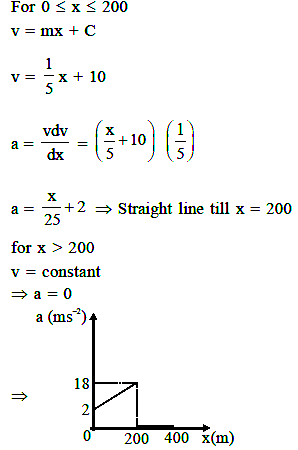 For 0 ≤ x ≤ 200
v = mx + C
v = 1/5 x + 10
a = vdv/dx = (x/5 + 10) (1/5)
a = x/25 + 2 ⇒ Straight line till x = 200
for x > 200
v = constant
⇒ a = 0
a (ms⁻²)
18
⇒ 2
0 200 400 x(m)